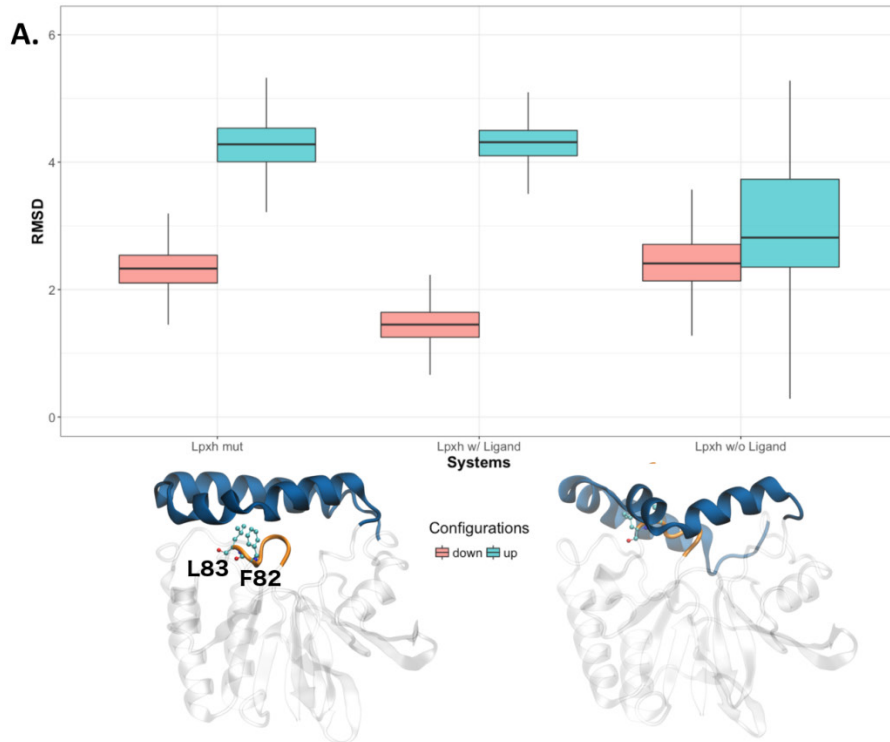 A.
6
4
2
0
RMSD
Lpxh mut
Lpxh w/ Ligand
Lpxh w/o Ligand
Systems
Configurations
down up
L83
F82